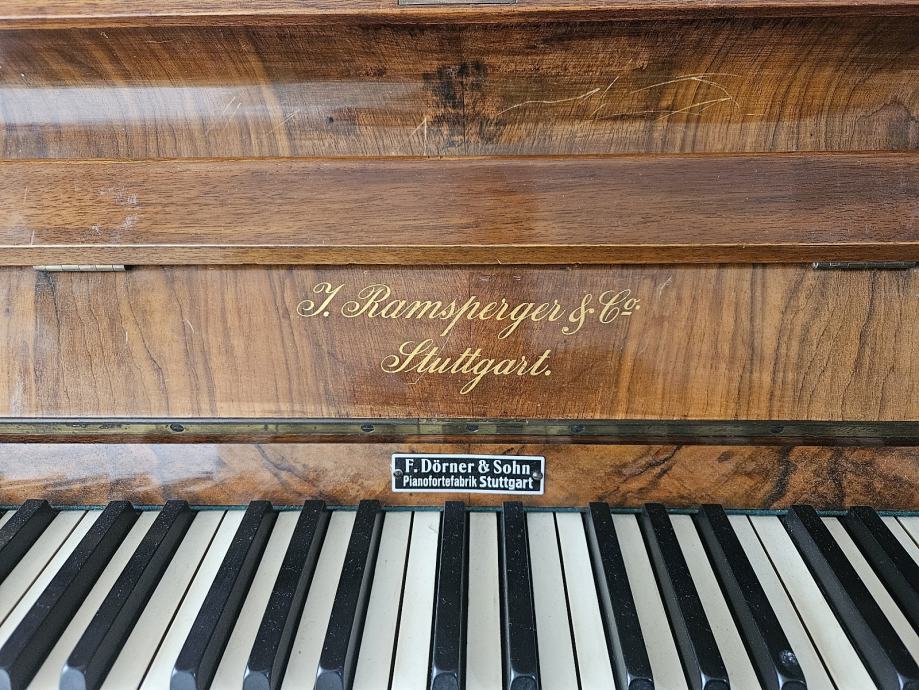 J. Ramsperger & Co.
Stuttgart.
F. Dörner & Sohn
Pianofortefabrik Stuttgart